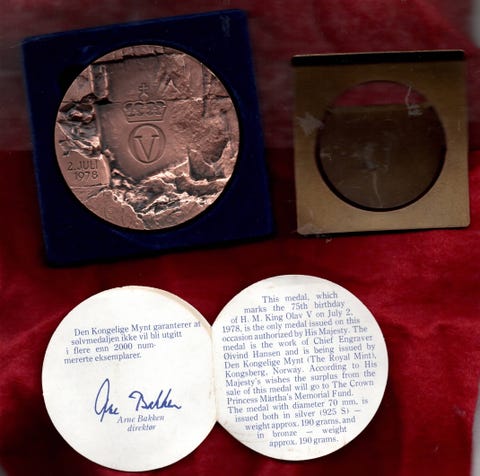 V
2. JULI
1978
Den Kongelige Mynt garanterer at
sølvmedaljen ikke vil bli utgitt
i flere enn 2000 num-
mererte eksemplarer.
Arne Bakken
Arne Bakken
direktør
This medal, which
marks the 75th birthday
of H. M. King Olav V on July 2,
1978, is the only medal issued on this
occasion authorized by His Majesty. The
medal is the work of Chief Engraver
Øivind Hansen and is being issued by
Den Kongelige Mynt (The Royal Mint),
Kongsberg, Norway. According to His
Majesty's wishes the surplus from the
sale of this medal will go to The Crown
Princess Märtha's Memorial Fund.
The medal with diameter 70 mm, is
issued both in silver (925 S) —
weight approx. 190 grams, and
in bronze — weight
approx. 190 grams.